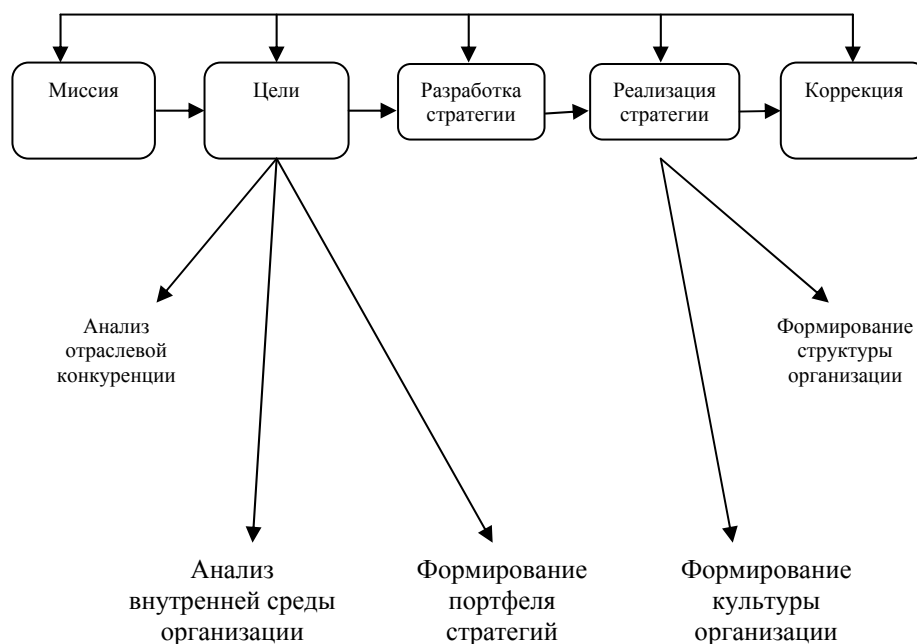 Миссия
Цели
Разработка
стратегии
Реализация
стратегии
Коррекция
Анализ
отраслевой
конкуренции
Формирование
структуры
организации
Анализ
внутренней среды
организации
Формирование
портфеля
стратегий
Формирование
культуры
организации